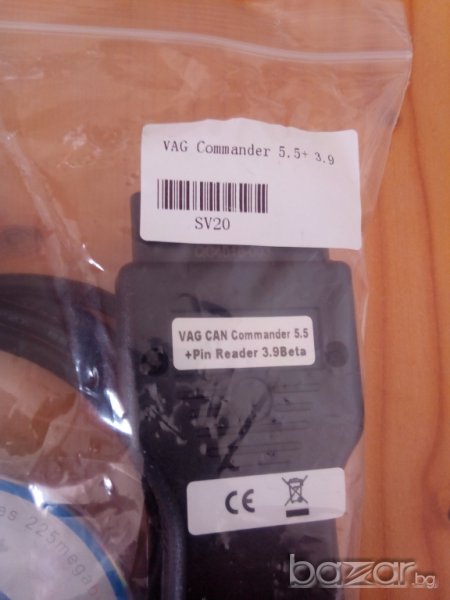 VAG Commander 5.5+ 3.9
SV20
VAG CAN Commander 5.5
+Pin Reader 3.9Beta
CE
bazar.bg